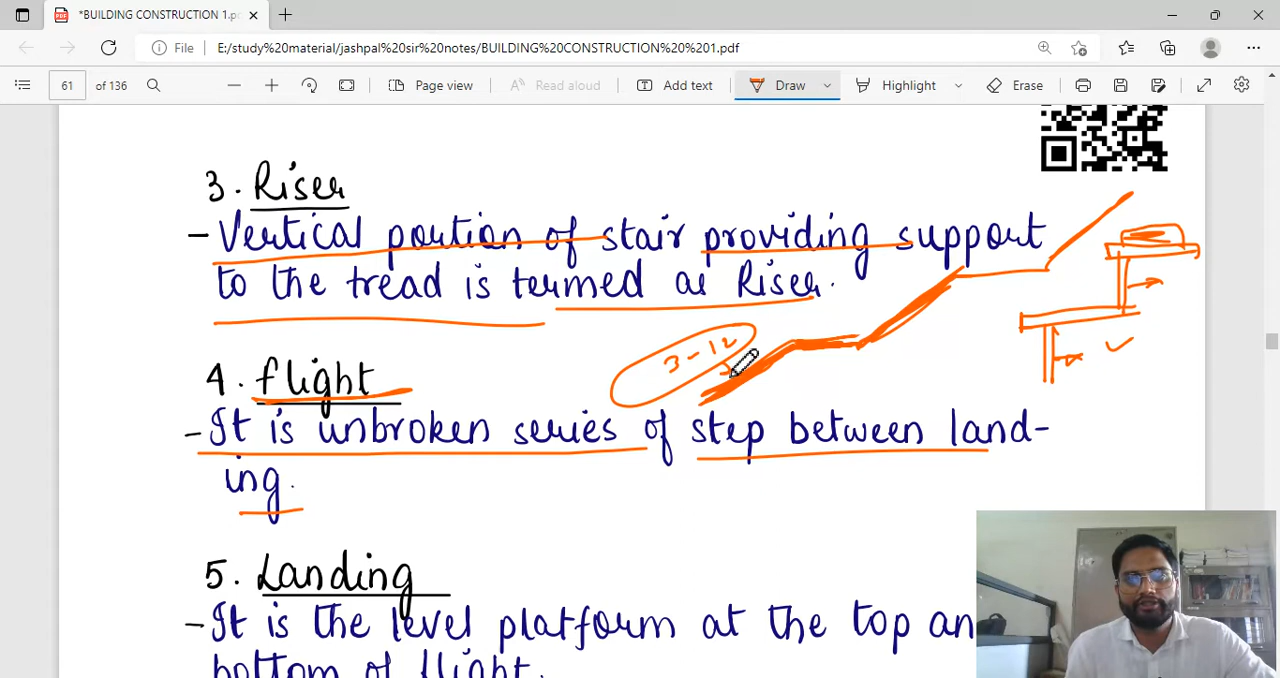 *BUILDING CONSTRUCTION 1.p
File
E:/study%20material/jashpal%20sir%20notes/BUILDING%20CONSTRUCTION%20%201.pdf
61 of 136
Page view
Read aloud
Add text
Draw
Highlight
Erase
3. Riser
- Vertical portion of stair providing support
to the tread is termed as Riser.
3-12
4. flight
- It is unbroken series of step between land-
ing.
5. Landing
- It is the level platform at the top an
bottom of flight.